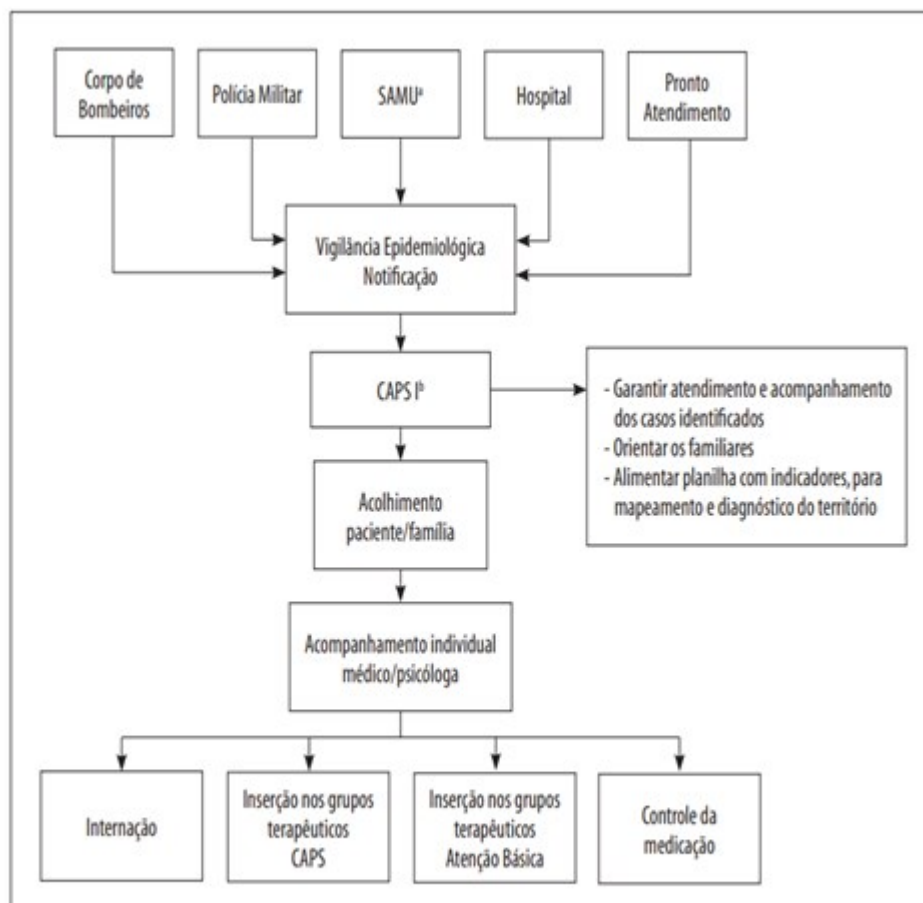 Corpo de
Bombeiros
Polícia Militar
SAMUᵃ
Hospital
Pronto
Atendimento
Vigilância Epidemiológica
Notificação
CAPS Iᵇ
- Garantir atendimento e acompanhamento
dos casos identificados
- Orientar os familiares
- Alimentar planilha com indicadores, para
mapeamento e diagnóstico do território
Acolhimento
paciente/família
Acompanhamento individual
médico/psicóloga
Internação
Inserção nos grupos
terapêuticos
CAPS
Inserção nos grupos
terapêuticos
Atenção Básica
Controle da
medicação